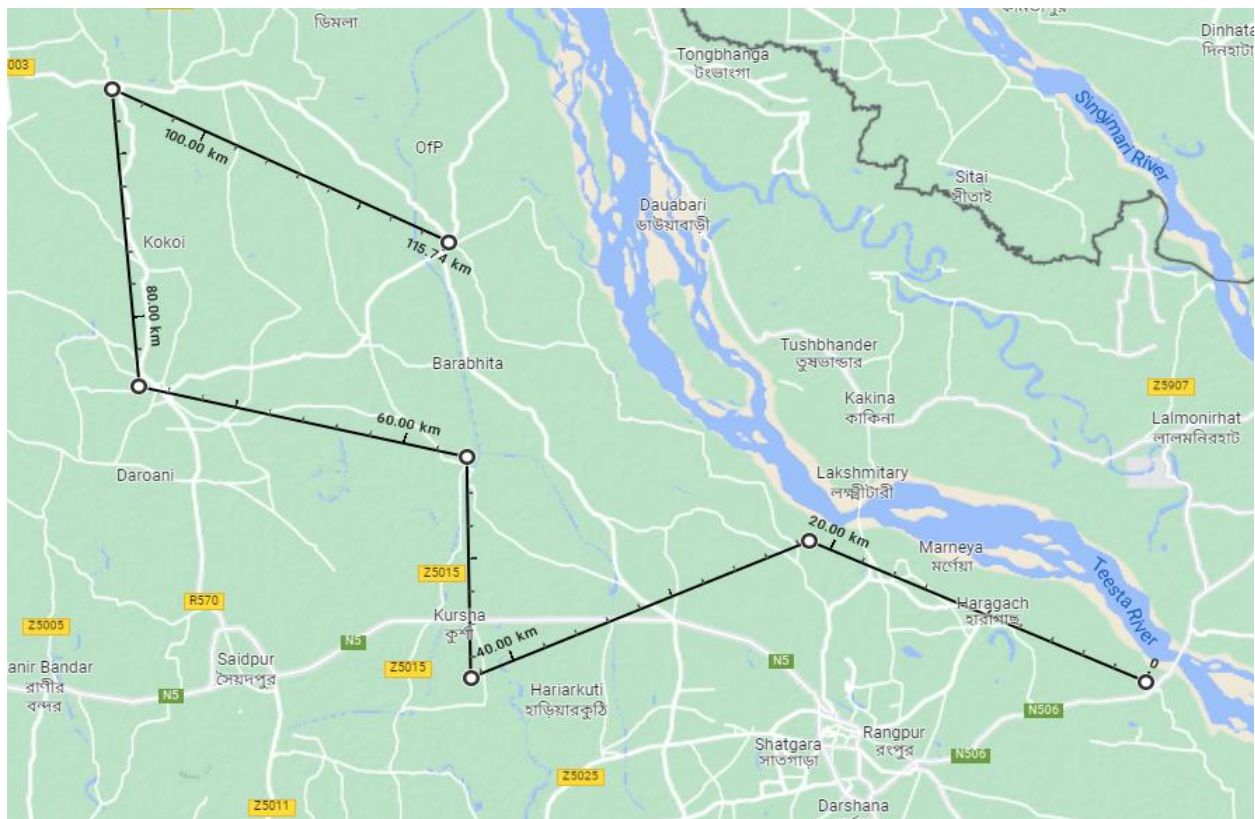 ডিমলা
কামতাপুর
Tongbhanga
টংভাংগা
Dinhata
দিনহাটা
003
Singimari River
100.00 km
OfP
Sitai
সীতাই
Dauabari
ডাউয়াবাড়ী
Kokoi
115.74 km
80.00 km
Tushbhander
তুষভান্ডার
Barabhita
Kakina
কাকিনা
Z5907
Lalmonirhat
লালমনিরহাট
60.00 km
Daroani
Lakshmitary
লক্ষ্মীটারী
20.00 km
Marneya
মর্ণেয়া
Teesta River
Z5015
R570
Haragach
হারাগাছ
Kursha
কুর্শা
Z5005
N5
40.00 km
0
Saidpur
সৈয়দপুর
Z5015
N5
anir Bandar
রাণীর
বন্দর
N5
Hariarkuti
হাড়িয়ারকুঠি
N506
Rangpur
রংপুর
Shatgara
সাতগাড়া
N506
Z5025
Z5011
Darshana